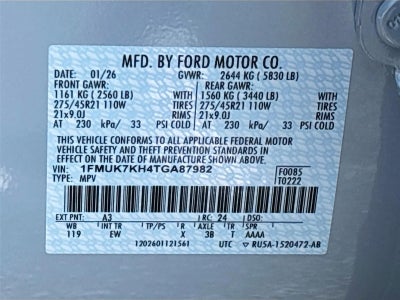 MFD. BY FORD MOTOR CO.
DATE: 01/26 GVWR: 2644 KG ( 5830 LB)
FRONT GAWR: REAR GAWR:
1161 KG ( 2560 LB) 1560 KG ( 3440 LB)
275/45R21 110W TIRES 275/45R21 110W TIRES
21x9.0J RIMS 21x9.0J RIMS
AT 230 kPa/ 33 PSI COLD AT 230 kPa/ 33 PSI COLD
THIS VEHICLE CONFORMS TO ALL APPLICABLE FEDERAL MOTOR
VEHICLE SAFETY AND BUMPER STANDARDS IN EFFECT ON THE DATE OF
MANUFACTURE SHOWN ABOVE.
VIN: 1FMUK7KH4TGA87982
TYPE: MPV
F0085
T0222
EXT PNT: A3 RC: 24 DSO:
WB INT TR TP/PS R AXLE TR SPR
119 EW X 3B T AAAA
1202601121561 UTC RU5A-1520472-AB